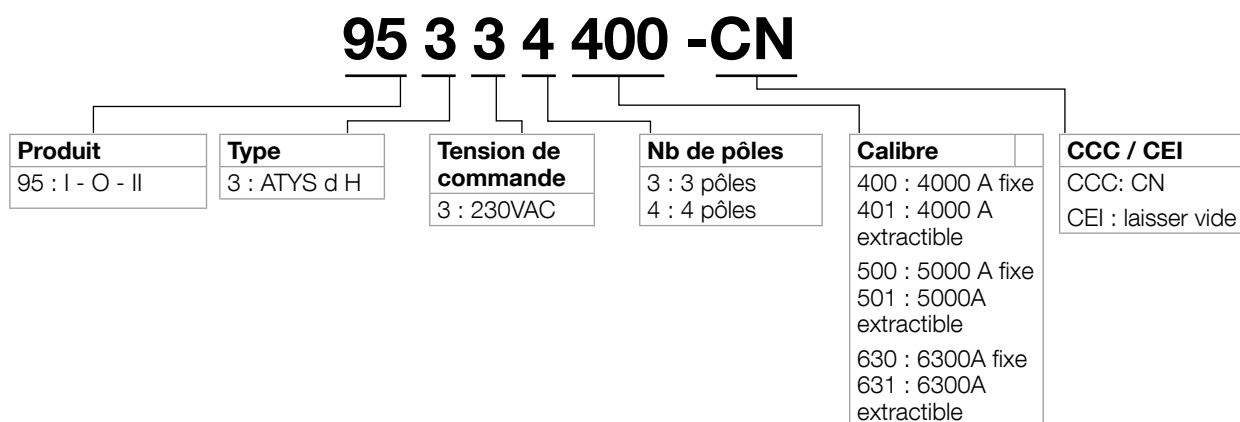 95 3 3 4 400 -CN
Produit
95 : I - O - II
Type
3 : ATYS d H
Tension de
commande
3 : 230VAC
Nb de pôles
3 : 3 pôles
4 : 4 pôles
Calibre
400 : 4000 A fixe
401 : 4000 A
extractible
500 : 5000 A fixe
501 : 5000A
extractible
630 : 6300A fixe
631 : 6300A
extractible
CCC / CEI
CCC: CN
CEI : laisser vide